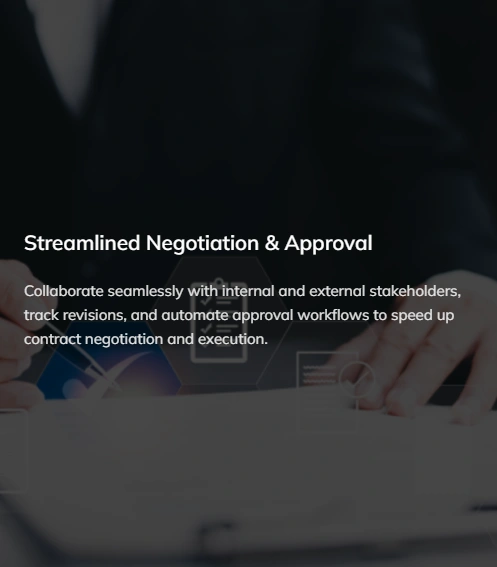 Streamlined Negotiation & Approval
Collaborate seamlessly with internal and external stakeholders,
track revisions, and automate approval workflows to speed up
contract negotiation and execution.